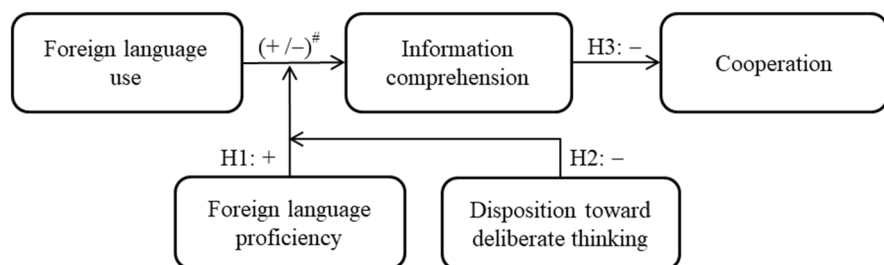 Foreign language
use
(+ /–)#
Information
comprehension
H3: –
Cooperation
H1: +
H2: –
Foreign language
proficiency
Disposition toward
deliberate thinking